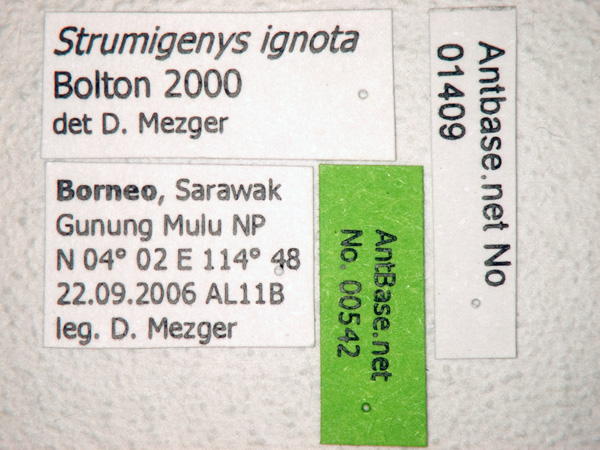 Strumigenys ignota
Bolton 2000
det D. Mezger
Borneo, Sarawak
Gunung Mulu NP
N 04° 02 E 114° 48
22.09.2006 AL11B
leg. D. Mezger
AntBase.net
No. 00542
Antbase.net No
01409